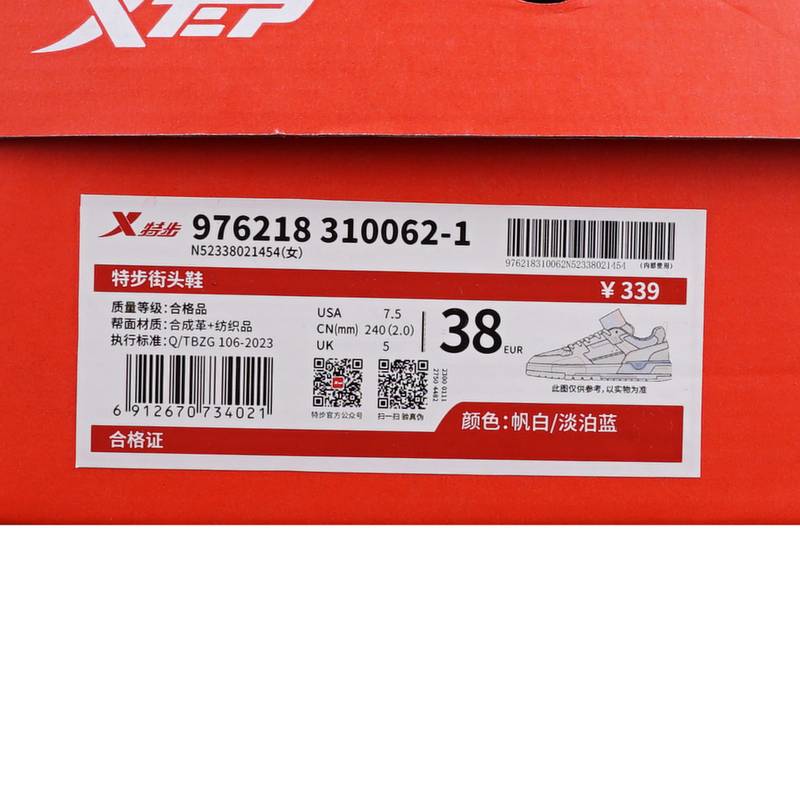 XTEP
X 特步 976218 310062-1
N52338021454(女)
976218310062N52338021454 (内部使用)
特步街头鞋 ¥ 339
质量等级:合格品
帮面材质:合成革+纺织品
执行标准:Q/TBZG 106-2023
6 912670 734021
USA 7.5
CN(mm) 240(2.0)
UK 5
38 EUR
特步官方公众号
扫一扫 验真伪
2300 0111
2750 4482
此图仅供参考,以实物为准
颜色:帆白/淡泊蓝
合格证